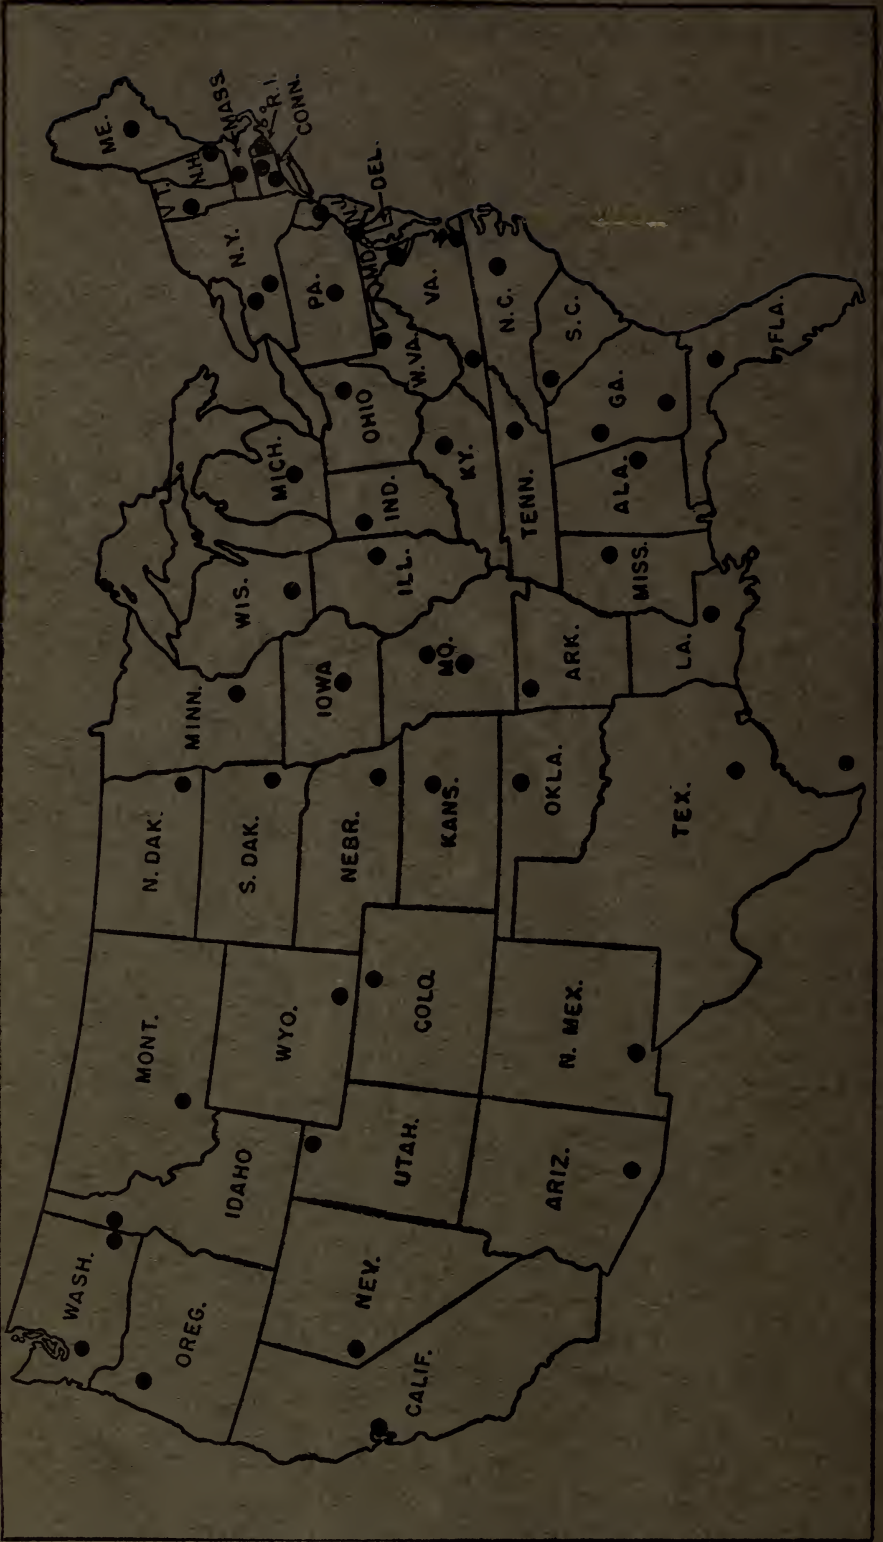 WASH.
OREG.
CALIF.
NEV.
IDAHO
MONT.
WYO.
UTAH.
ARIZ.
COLO.
N. MEX.
N. DAK.
S. DAK.
NEBR.
KANS.
OKLA.
TEX.
MINN.
IOWA
MO.
ARK.
LA.
WIS.
ILL.
MISS.
MICH.
IND.
OHIO
KY.
TENN.
ALA.
GA.
FLA.
S.C.
N.C.
VA.
W.VA.
MD.
DEL.
PA.
N.J.
N.Y.
VT.
N.H.
ME.
MASS.
R.I.
CONN.